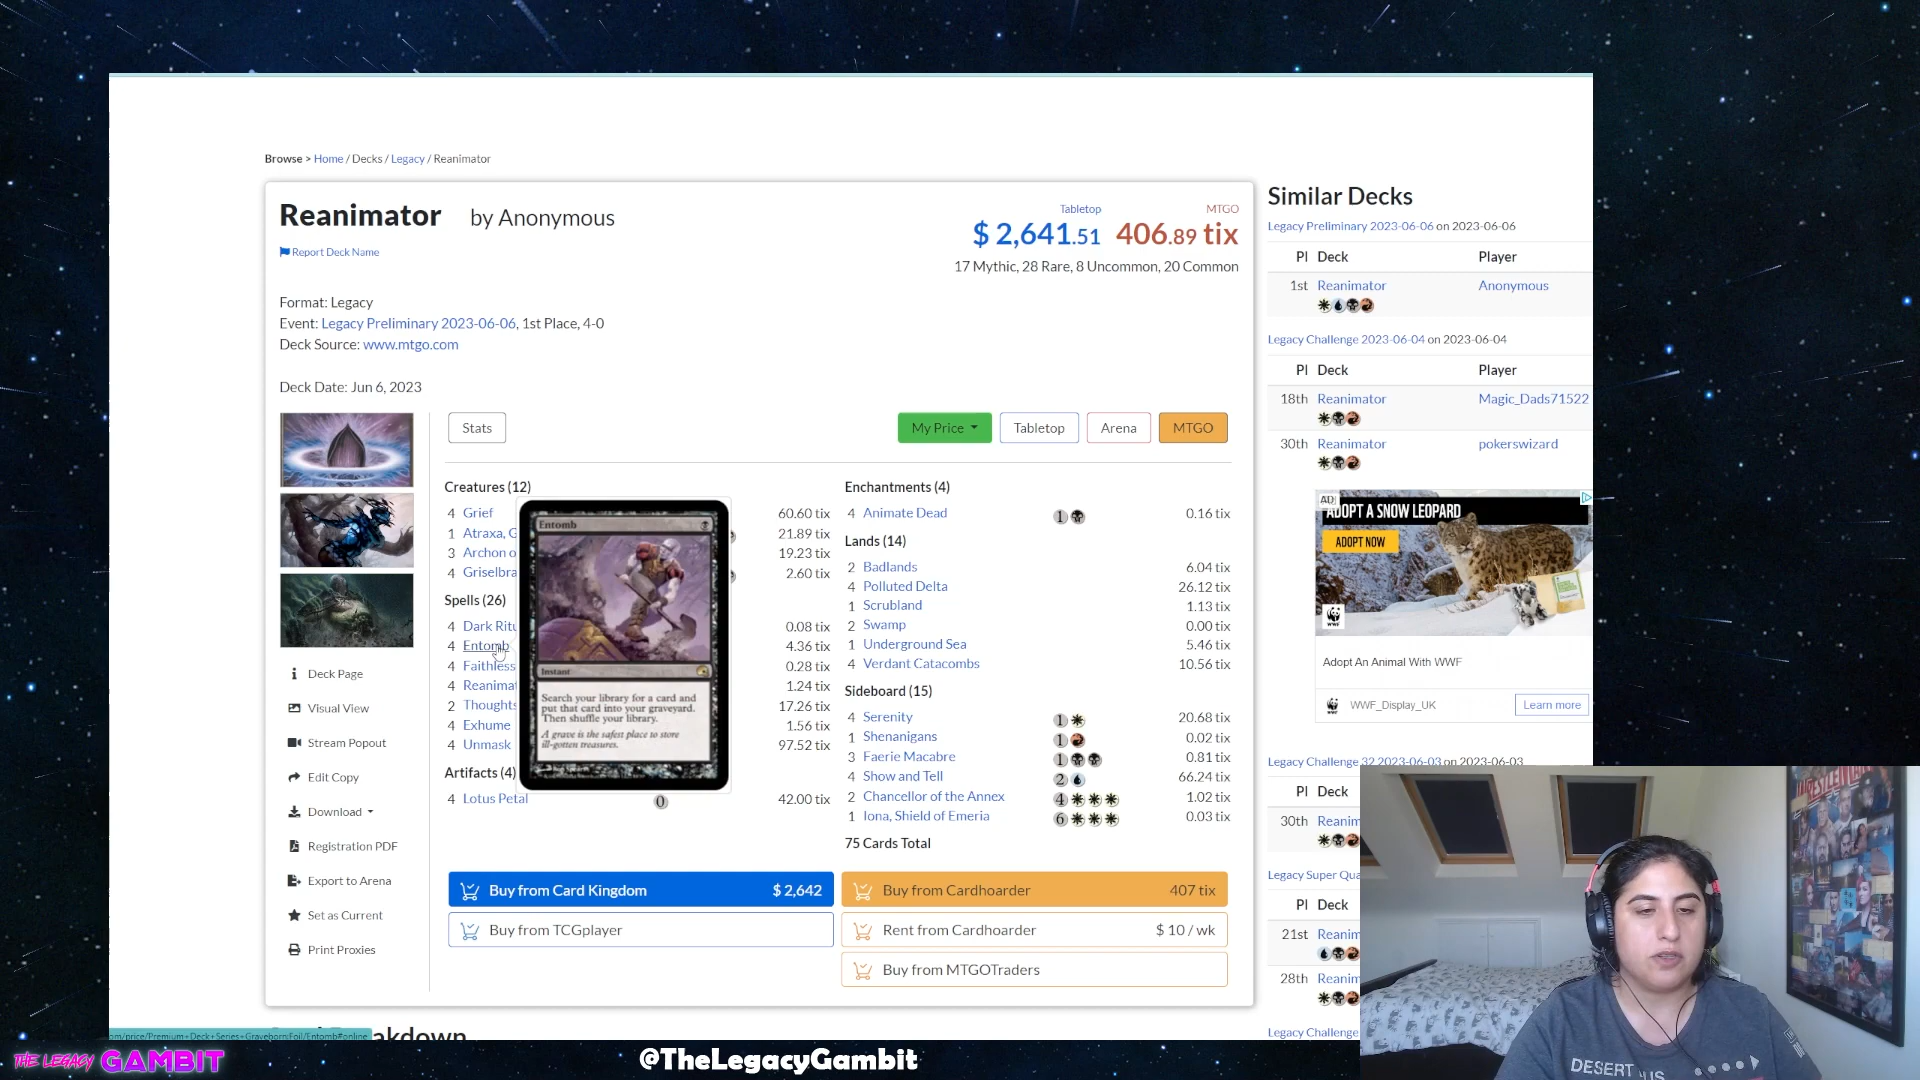 Browse > Home / Decks / Legacy / Reanimator
Reanimator by Anonymous
Tabletop
MTGO
$ 2,641.51
406.89 tix
17 Mythic, 28 Rare, 8 Uncommon, 20 Common
Report Deck Name
Format: Legacy
Event: Legacy Preliminary 2023-06-06, 1st Place, 4-0
Deck Source: www.mtgo.com
Deck Date: Jun 6, 2023
Deck Page
Visual View
Stream Popout
Edit Copy
Download
Registration PDF
Export to Arena
Set as Current
Print Proxies
Stats
My Price
Tabletop
Arena
MTGO
Creatures (12)
4 Grief 60.60 tix
1 Atraxa, G 21.89 tix
3 Archon o 19.23 tix
4 Griselbra 2.60 tix
Spells (26)
4 Dark Ritu 0.08 tix
4 Entomb 4.36 tix
4 Faithless 0.28 tix
4 Reanimat 1.24 tix
2 Thoughts 17.26 tix
4 Exhume 1.56 tix
4 Unmask 97.52 tix
Artifacts (4)
4 Lotus Petal 0 42.00 tix
Entomb
Instant
Search your library for a card and
put that card into your graveyard.
Then shuffle your library.
A grave is the safest place to store
ill-gotten treasures.
Enchantments (4)
4 Animate Dead 1 0.16 tix
Lands (14)
2 Badlands 6.04 tix
4 Polluted Delta 26.12 tix
1 Scrubland 1.13 tix
2 Swamp 0.00 tix
1 Underground Sea 5.46 tix
4 Verdant Catacombs 10.56 tix
Sideboard (15)
4 Serenity 1 20.68 tix
1 Shenanigans 1 0.02 tix
3 Faerie Macabre 1 0.81 tix
4 Show and Tell 2 66.24 tix
2 Chancellor of the Annex 4 1.02 tix
1 Iona, Shield of Emeria 6 0.03 tix
75 Cards Total
Buy from Card Kingdom $ 2,642
Buy from TCGplayer
Buy from Cardhoarder 407 tix
Rent from Cardhoarder $ 10 / wk
Buy from MTGOTraders
Similar Decks
Legacy Preliminary 2023-06-06 on 2023-06-06
Pl Deck Player
1st Reanimator Anonymous
Legacy Challenge 2023-06-04 on 2023-06-04
Pl Deck Player
18th Reanimator Magic_Dads71522
30th Reanimator pokerswizard
AD
ADOPT A SNOW LEOPARD
ADOPT NOW
WWF
Adopt An Animal With WWF
WWF_Display_UK
Learn more
Legacy Challenge 32 2023-06-03 on 2023-06-03
Pl Deck
30th Reanim
Legacy Super Qua
Pl Deck
21st Reanim
28th Reanim
Legacy Challenge
akdown
THE LEGACY GAMBIT
@TheLegacyGambit